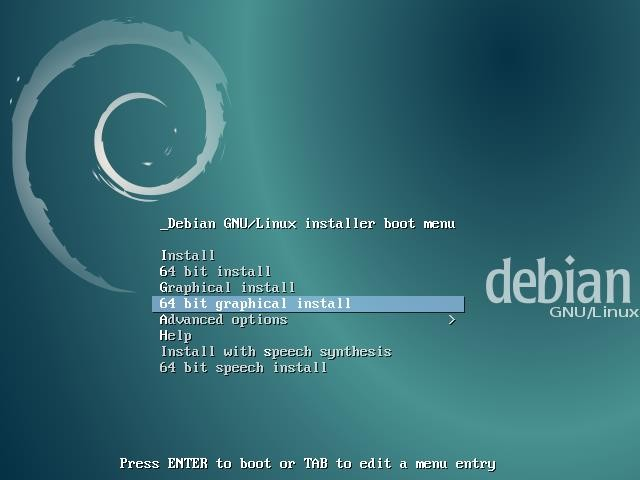 _Debian GNU/Linux installer boot menu
Install
64 bit install
Graphical install
64 bit graphical install
Advanced options >
Help
Install with speech synthesis
64 bit speech install
debian
GNU/Linux
Press ENTER to boot or TAB to edit a menu entry